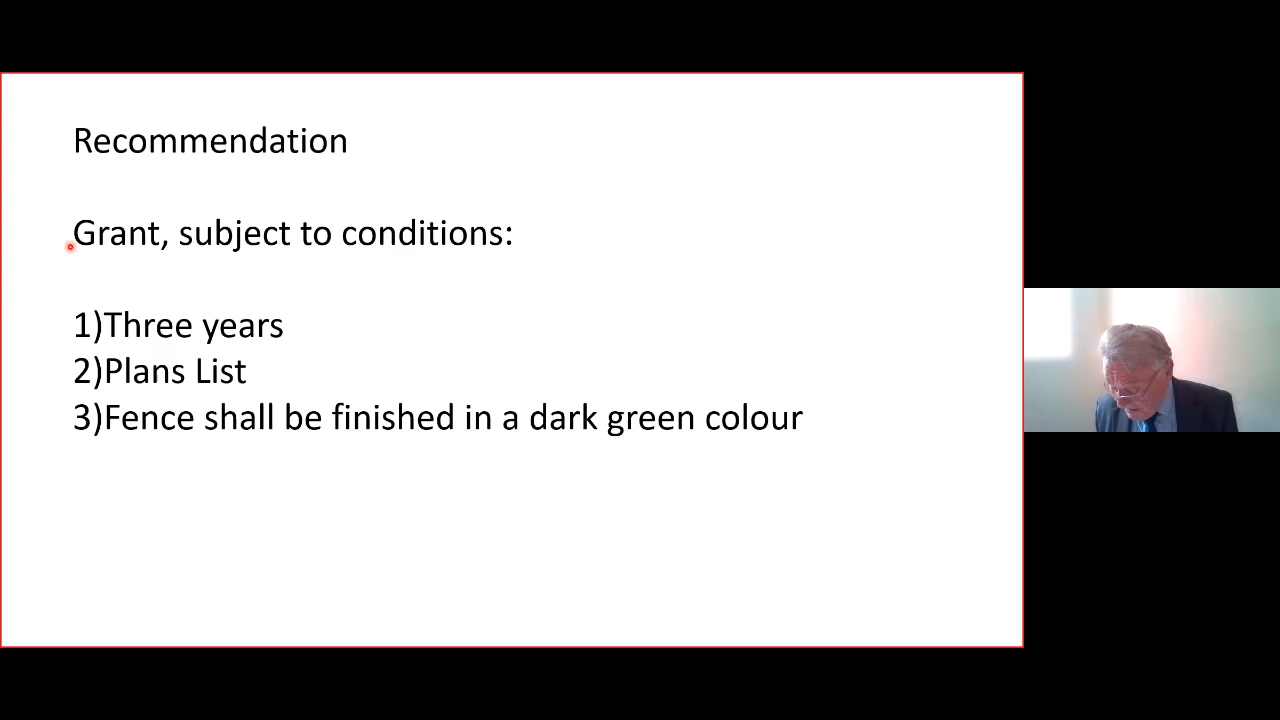 Recommendation
Grant, subject to conditions:
1)Three years
2)Plans List
3)Fence shall be finished in a dark green colour